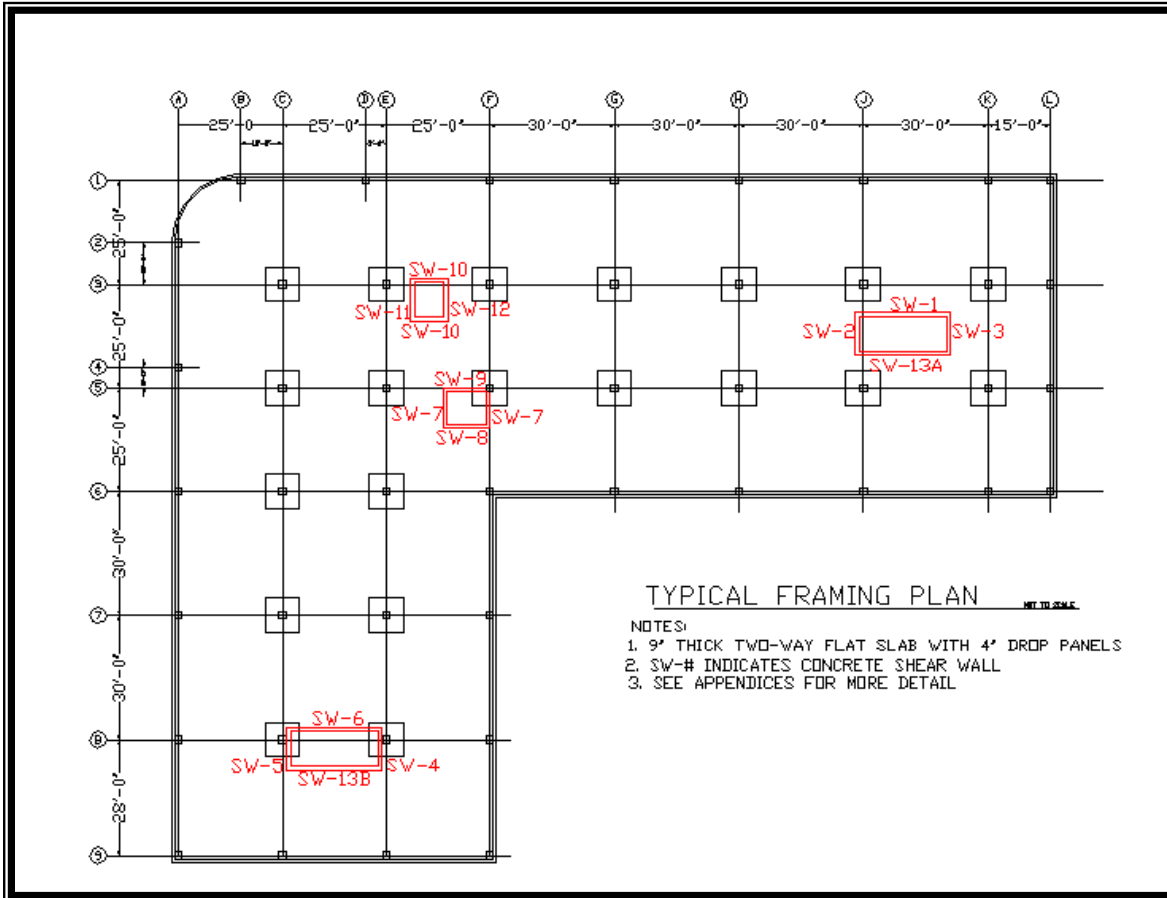 A B C D E F G H J K L
25'-0 25'-0" 25'-0" 30'-0" 30'-0" 30'-0" 30'-0" 15'-0"
1
25'-0"
2
3
SW-10
SW-11 SW-12
SW-10
SW-1
SW-2 SW-3
SW-13A
25'-0"
4
5
SW-9
SW-7 SW-7
SW-8
25'-0"
6
30'-0"
7
30'-0"
SW-6
8
SW-5 SW-4
SW-13B
28'-0"
9
TYPICAL FRAMING PLAN NOT TO SCALE
NOTES:
1. 9" THICK TWO-WAY FLAT SLAB WITH 4" DROP PANELS
2. SW-# INDICATES CONCRETE SHEAR WALL
3. SEE APPENDICES FOR MORE DETAIL